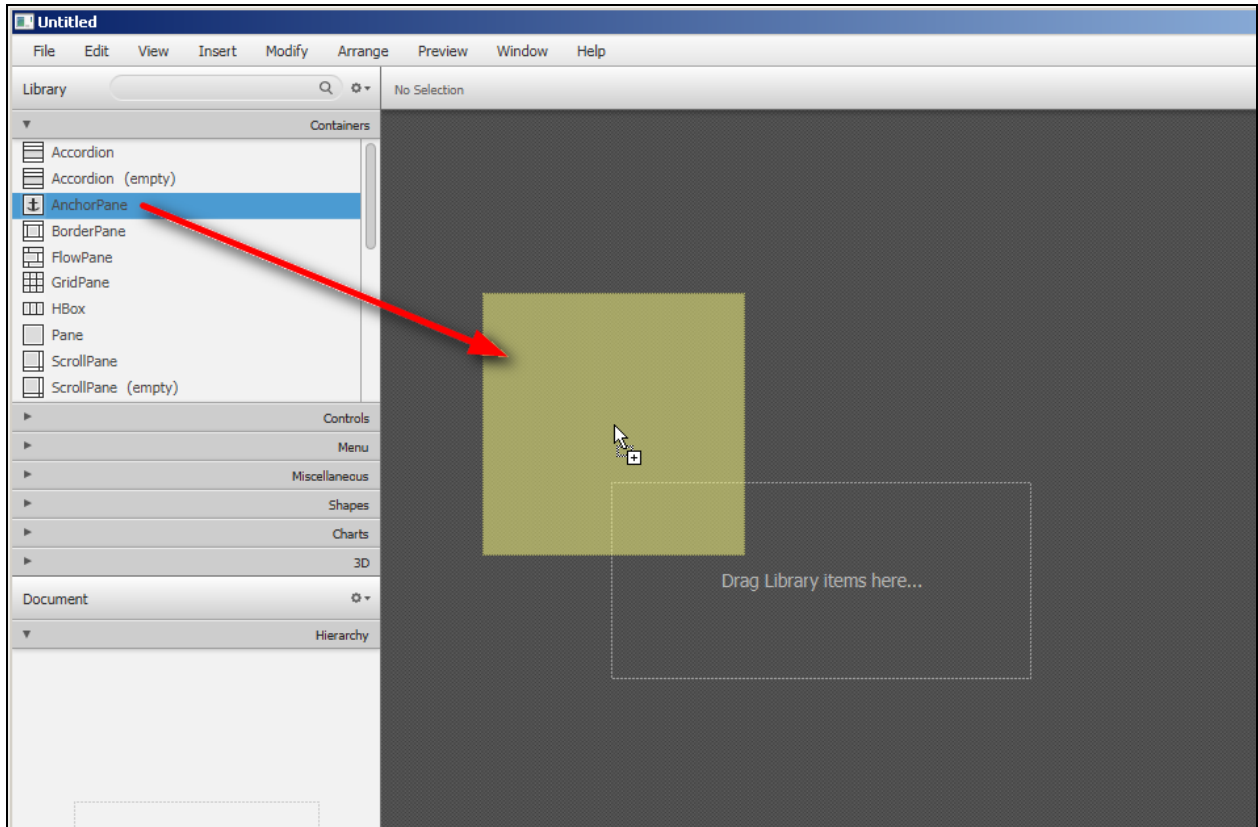 Untitled
File Edit View Insert Modify Arrange Preview Window Help
Library
No Selection
Containers
Accordion
Accordion (empty)
AnchorPane
BorderPane
FlowPane
GridPane
HBox
Pane
ScrollPane
ScrollPane (empty)
Controls
Menu
Miscellaneous
Shapes
Charts
3D
Drag Library items here...
Document
Hierarchy